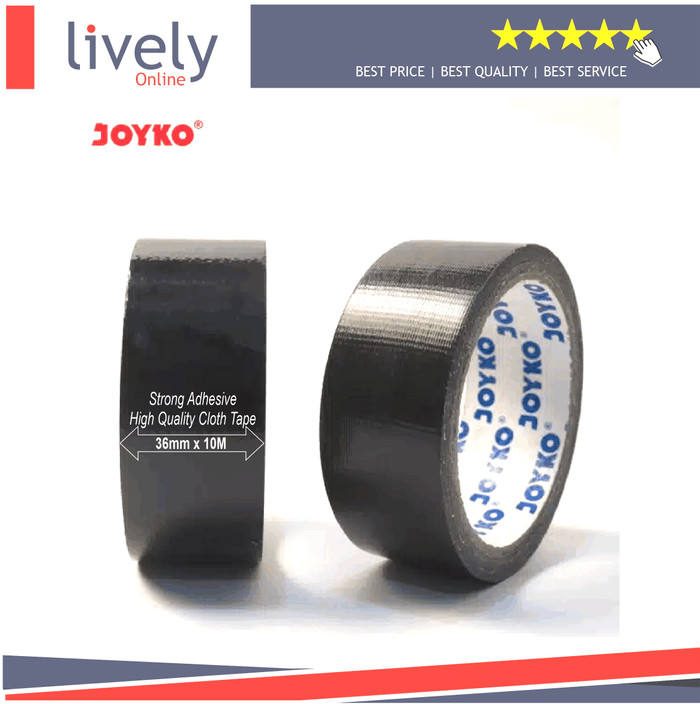 lively
Online
BEST PRICE | BEST QUALITY | BEST SERVICE
JOYKO®
Strong Adhesive
High Quality Cloth Tape
36mm x 10M
JOYKO
JOYKO®
JOYKO
JOYKO®
JOYKO